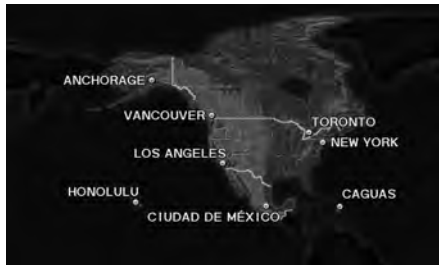 ANCHORAGE
VANCOUVER
TORONTO
NEW YORK
LOS ANGELES
HONOLULU
CAGUAS
CIUDAD DE MÉXICO